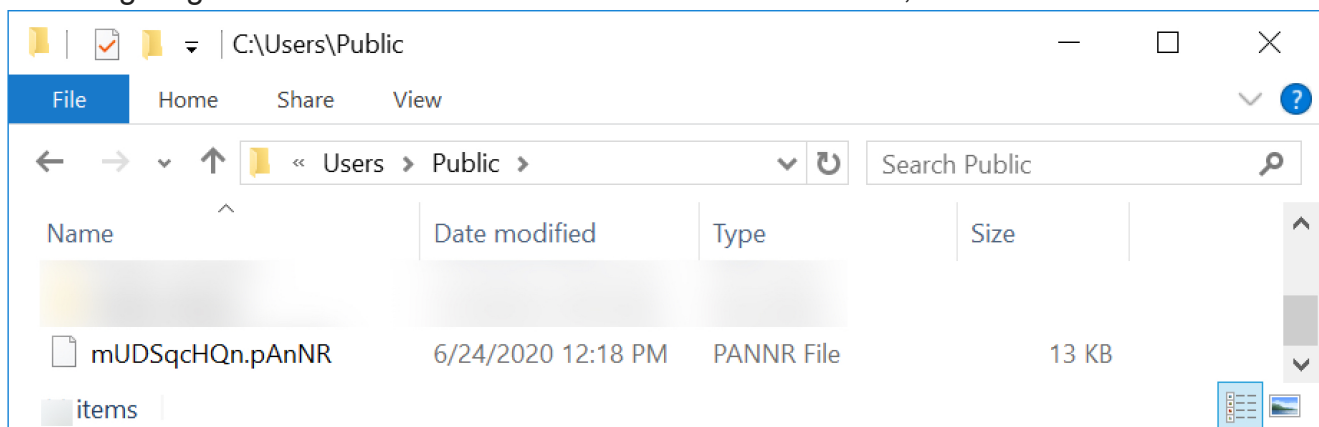 C:\Users\Public
File Home Share View ?
« Users > Public > Search Public
Name Date modified Type Size
mUDSqcHQn.pAnNR 6/24/2020 12:18 PM PANNR File 13 KB
items